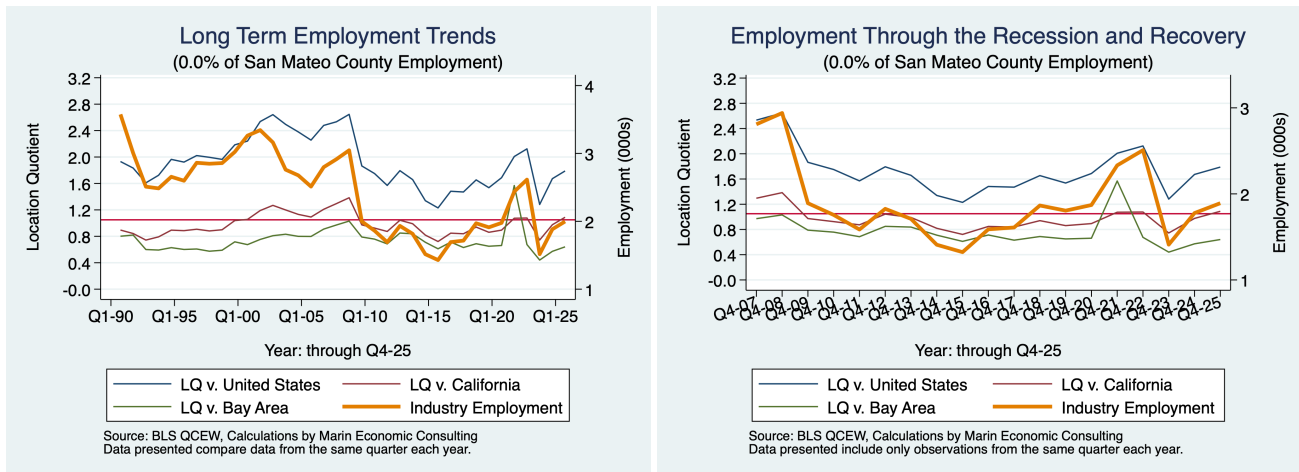 Long Term Employment Trends
(0.0% of San Mateo County Employment)
Location Quotient
3.2
2.8
2.4
2.0
1.6
1.2
0.8
0.4
-0.0
4
3
2
1
Employment (000s)
Q1-90 Q1-95 Q1-00 Q1-05 Q1-10 Q1-15 Q1-20 Q1-25
Year: through Q4-25
LQ v. United States LQ v. California
LQ v. Bay Area Industry Employment
Source: BLS QCEW, Calculations by Marin Economic Consulting
Data presented compare data from the same quarter each year.
Employment Through the Recession and Recovery
(0.0% of San Mateo County Employment)
Location Quotient
3.2
2.8
2.4
2.0
1.6
1.2
0.8
0.4
-0.0
3
2
1
Employment (000s)
Q4-07 Q4-08 Q4-09 Q4-10 Q4-11 Q4-12 Q4-13 Q4-14 Q4-15 Q4-16 Q4-17 Q4-18 Q4-19 Q4-20 Q4-21 Q4-22 Q4-23 Q4-24 Q4-25
Year: through Q4-25
LQ v. United States LQ v. California
LQ v. Bay Area Industry Employment
Source: BLS QCEW, Calculations by Marin Economic Consulting
Data presented include only observations from the same quarter each year.